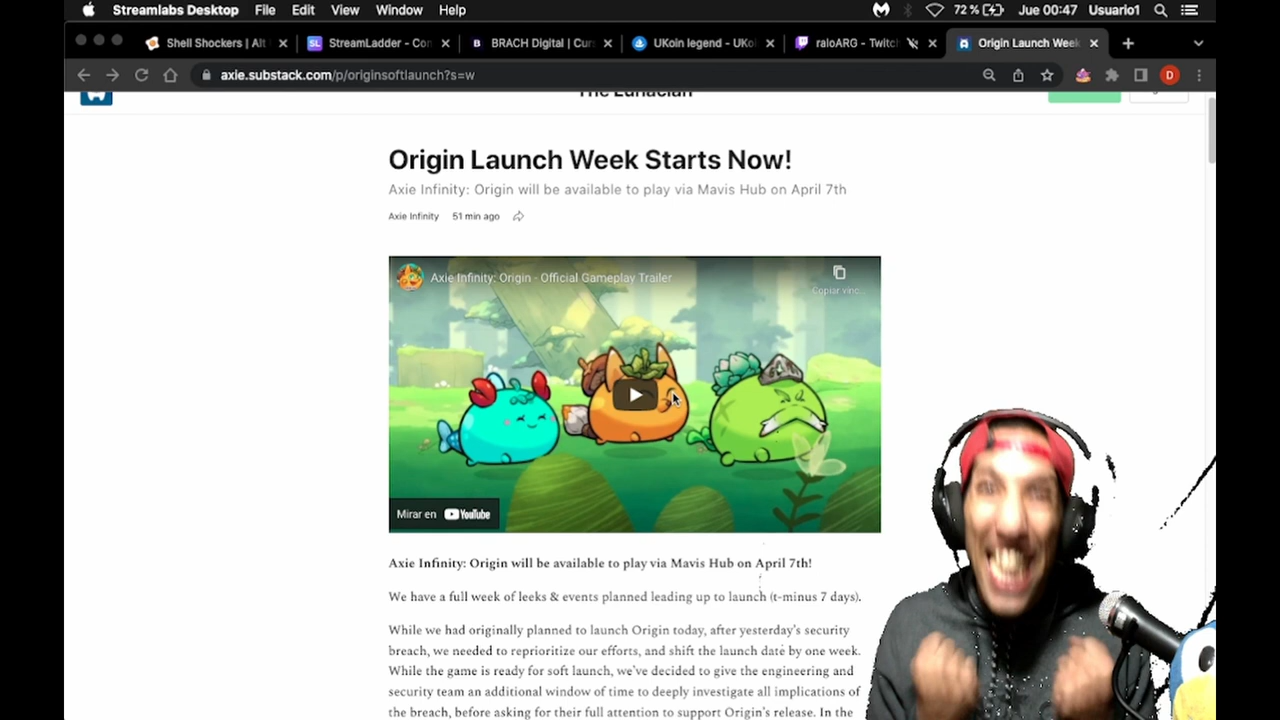 Streamlabs Desktop File Edit View Window Help 72 % Jue 00:47 Usuario1
Shell Shockers | Alt StreamLadder - Con BRACH Digital | Cur UKoin legend - UKo raloARG - Twitch Origin Launch Week
axie.substack.com/p/originsoftlaunch?s=w D
The Lunacian
Origin Launch Week Starts Now!
Axie Infinity: Origin will be available to play via Mavis Hub on April 7th
Axie Infinity 51 min ago
Axie Infinity: Origin - Official Gameplay Trailer
Copiar vinc...
Mirar en YouTube
Axie Infinity: Origin will be available to play via Mavis Hub on April 7th!
We have a full week of leeks & events planned leading up to launch (t-minus 7 days).
While we had originally planned to launch Origin today, after yesterday's security
breach, we needed to reprioritize our efforts, and shift the launch date by one week.
While the game is ready for soft launch, we've decided to give the engineering and
security team an additional window of time to deeply investigate all implications of
the breach, before asking for their full attention to support Origin's release. In the